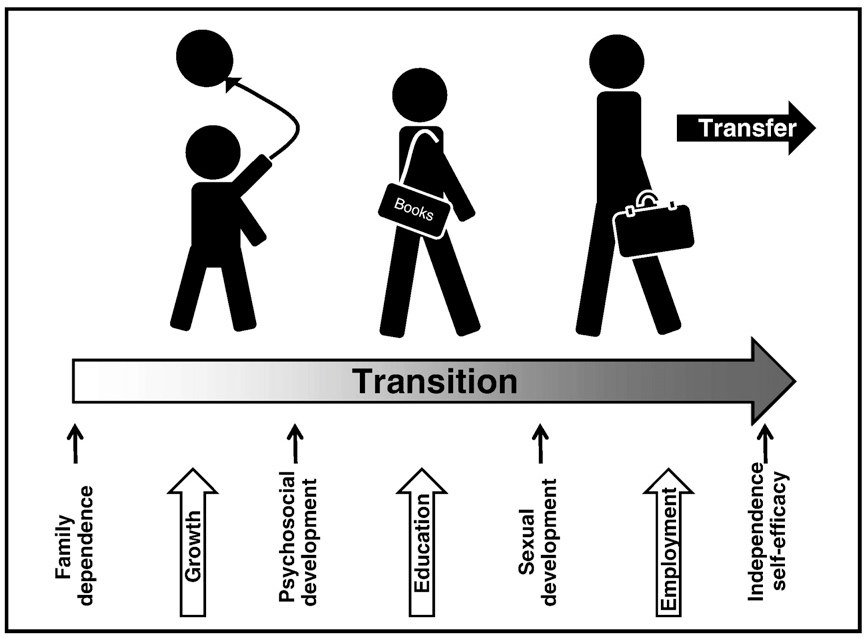 Transfer
Books
Transition
Family
dependence
Growth
Psychosocial
development
Education
Sexual
development
Employment
Independence
self-efficacy